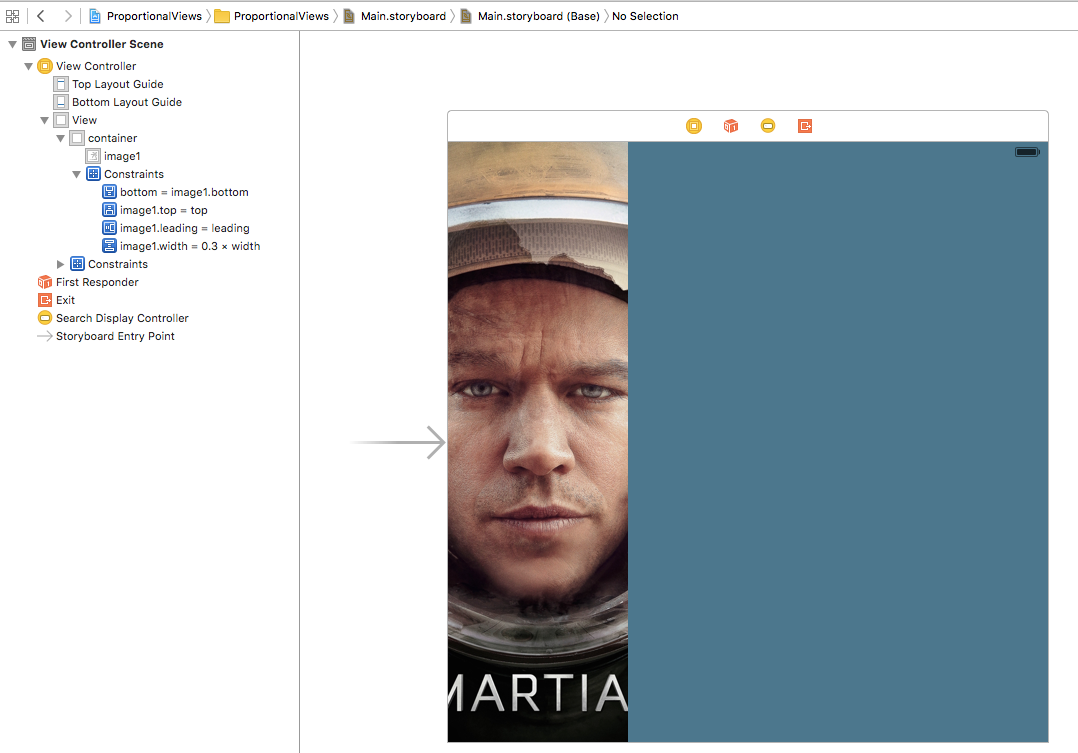 ProportionalViews ProportionalViews Main.storyboard Main.storyboard (Base) No Selection
View Controller Scene
View Controller
Top Layout Guide
Bottom Layout Guide
View
container
image1
Constraints
bottom = image1.bottom
image1.top = top
image1.leading = leading
image1.width = 0.3 × width
Constraints
First Responder
Exit
Search Display Controller
Storyboard Entry Point
MARTIA